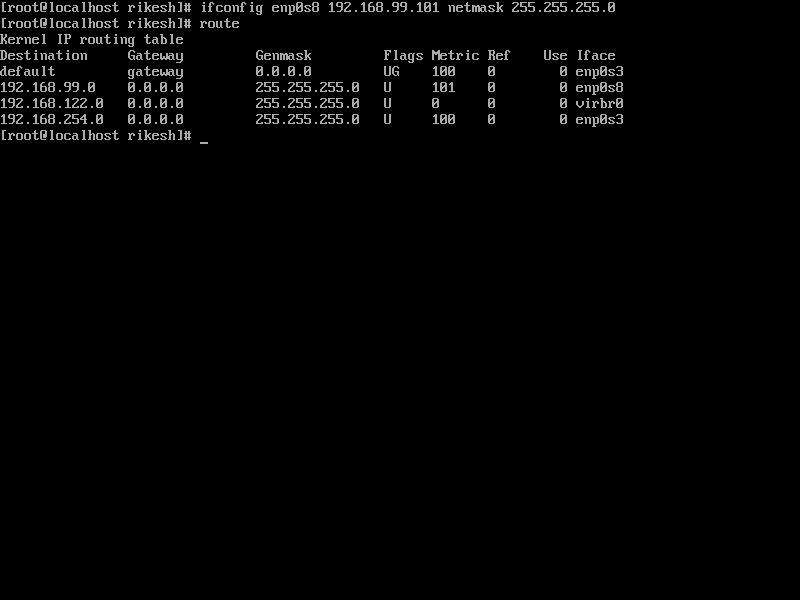 [root@localhost rikesh]# ifconfig enp0s8 192.168.99.101 netmask 255.255.255.0
[root@localhost rikesh]# route
Kernel IP routing table
Destination     Gateway         Genmask         Flags Metric Ref    Use Iface
default         gateway         0.0.0.0         UG    100    0        0 enp0s3
192.168.99.0    0.0.0.0         255.255.255.0   U     101    0        0 enp0s8
192.168.122.0   0.0.0.0         255.255.255.0   U     0      0        0 virbr0
192.168.254.0   0.0.0.0         255.255.255.0   U     100    0        0 enp0s3
[root@localhost rikesh]# _